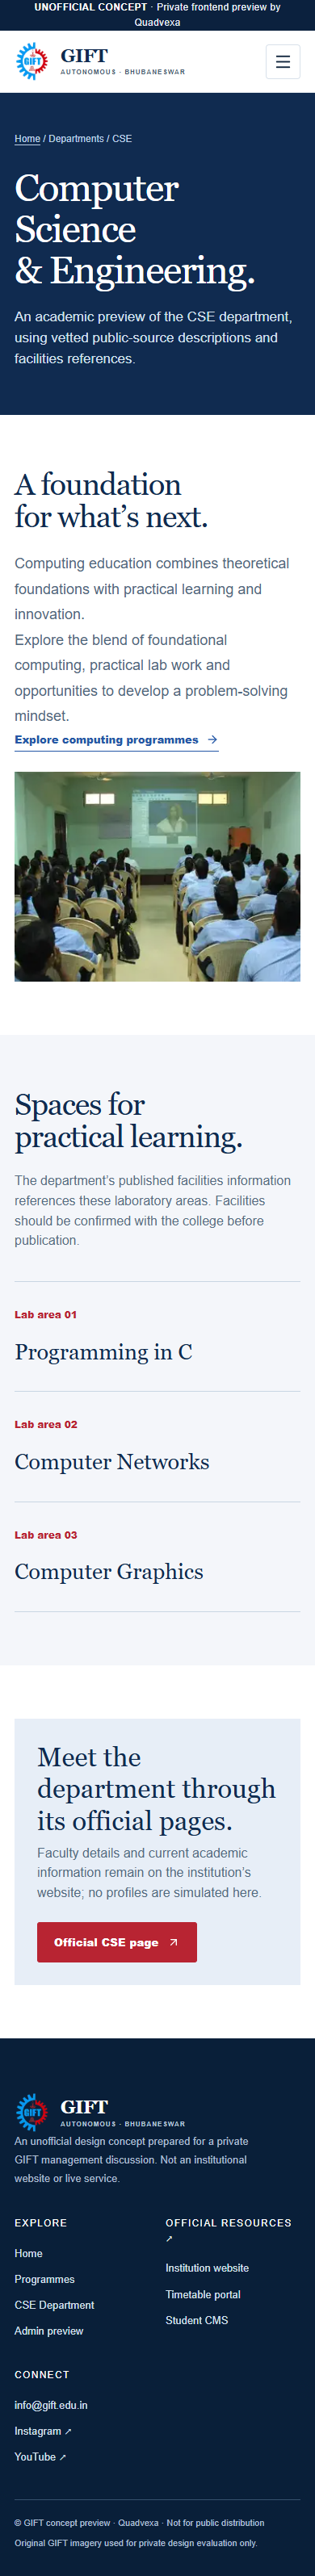 UNOFFICIAL CONCEPT · Private frontend preview by
Quadvexa
GIFT
GIFT
AUTONOMOUS · BHUBANESWAR
Home / Departments / CSE
Computer
Science
& Engineering.
An academic preview of the CSE department,
using vetted public-source descriptions and
facilities references.
A foundation
for what’s next.
Computing education combines theoretical
foundations with practical learning and
innovation.
Explore the blend of foundational
computing, practical lab work and
opportunities to develop a problem-solving
mindset.
Explore computing programmes →
Spaces for
practical learning.
The department’s published facilities information
references these laboratory areas. Facilities
should be confirmed with the college before
publication.
Lab area 01
Programming in C
Lab area 02
Computer Networks
Lab area 03
Computer Graphics
Meet the
department through
its official pages.
Faculty details and current academic
information remain on the institution’s
website; no profiles are simulated here.
Official CSE page ↗
GIFT
GIFT
AUTONOMOUS · BHUBANESWAR
An unofficial design concept prepared for a private
GIFT management discussion. Not an institutional
website or live service.
EXPLORE
Home
Programmes
CSE Department
Admin preview
OFFICIAL RESOURCES
↗
Institution website
Timetable portal
Student CMS
CONNECT
info@gift.edu.in
Instagram ↗
YouTube ↗
© GIFT concept preview · Quadvexa · Not for public distribution
Original GIFT imagery used for private design evaluation only.